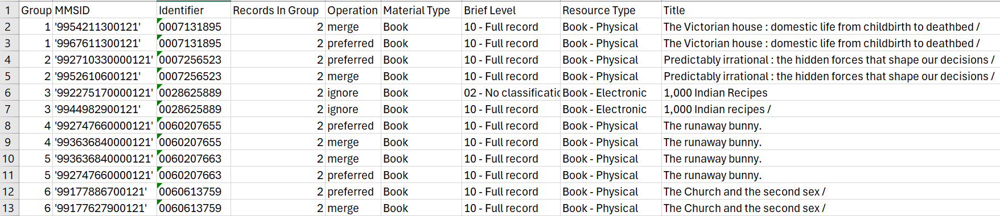 1 Group MMSID Identifier Records In Group Operation Material Type Brief Level Resource Type Title
2 1 '9954211300121' 0007131895 2 merge Book 10 - Full record Book - Physical The Victorian house : domestic life from childbirth to deathbed /
3 1 '9967611300121' 0007131895 2 preferred Book 10 - Full record Book - Physical The Victorian house : domestic life from childbirth to deathbed /
4 2 '992710330000121' 0007256523 2 preferred Book 10 - Full record Book - Physical Predictably irrational : the hidden forces that shape our decisions /
5 2 '9952610600121' 0007256523 2 merge Book 10 - Full record Book - Physical Predictably irrational : the hidden forces that shape our decisions /
6 3 '992275170000121' 0028625889 2 ignore Book 02 - No classificatio Book - Electronic 1,000 Indian Recipes
7 3 '9944982900121' 0028625889 2 ignore Book 10 - Full record Book - Electronic 1,000 Indian recipes /
8 4 '992747660000121' 0060207655 2 preferred Book 10 - Full record Book - Physical The runaway bunny.
9 4 '993636840000121' 0060207655 2 merge Book 10 - Full record Book - Physical The runaway bunny.
10 5 '993636840000121' 0060207663 2 merge Book 10 - Full record Book - Physical The runaway bunny.
11 5 '992747660000121' 0060207663 2 preferred Book 10 - Full record Book - Physical The runaway bunny.
12 6 '99177886700121' 0060613759 2 preferred Book 10 - Full record Book - Physical The Church and the second sex /
13 6 '99177627900121' 0060613759 2 merge Book 10 - Full record Book - Physical The Church and the second sex /